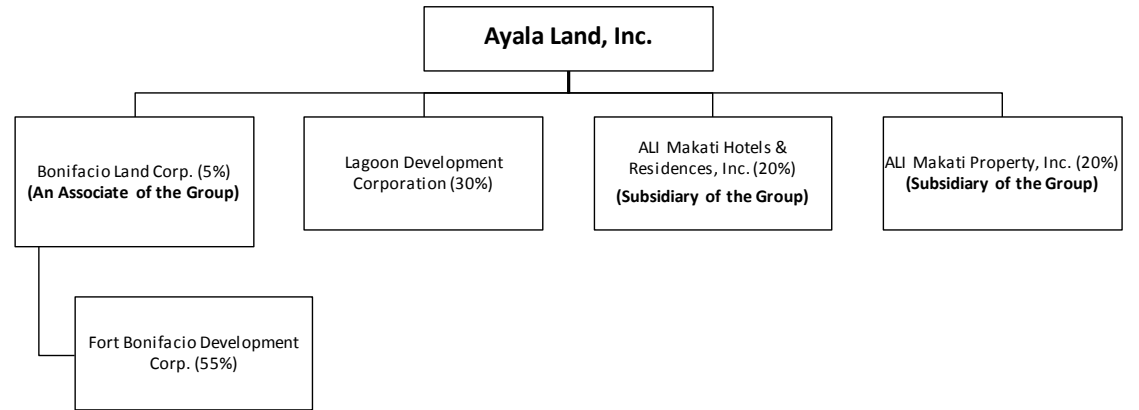 Ayala Land, Inc.
Bonifacio Land Corp. (5%)
(An Associate of the Group)
Lagoon Development
Corporation (30%)
ALI Makati Hotels &
Residences, Inc. (20%)
(Subsidiary of the Group)
ALI Makati Property, Inc. (20%)
(Subsidiary of the Group)
Fort Bonifacio Development
Corp. (55%)